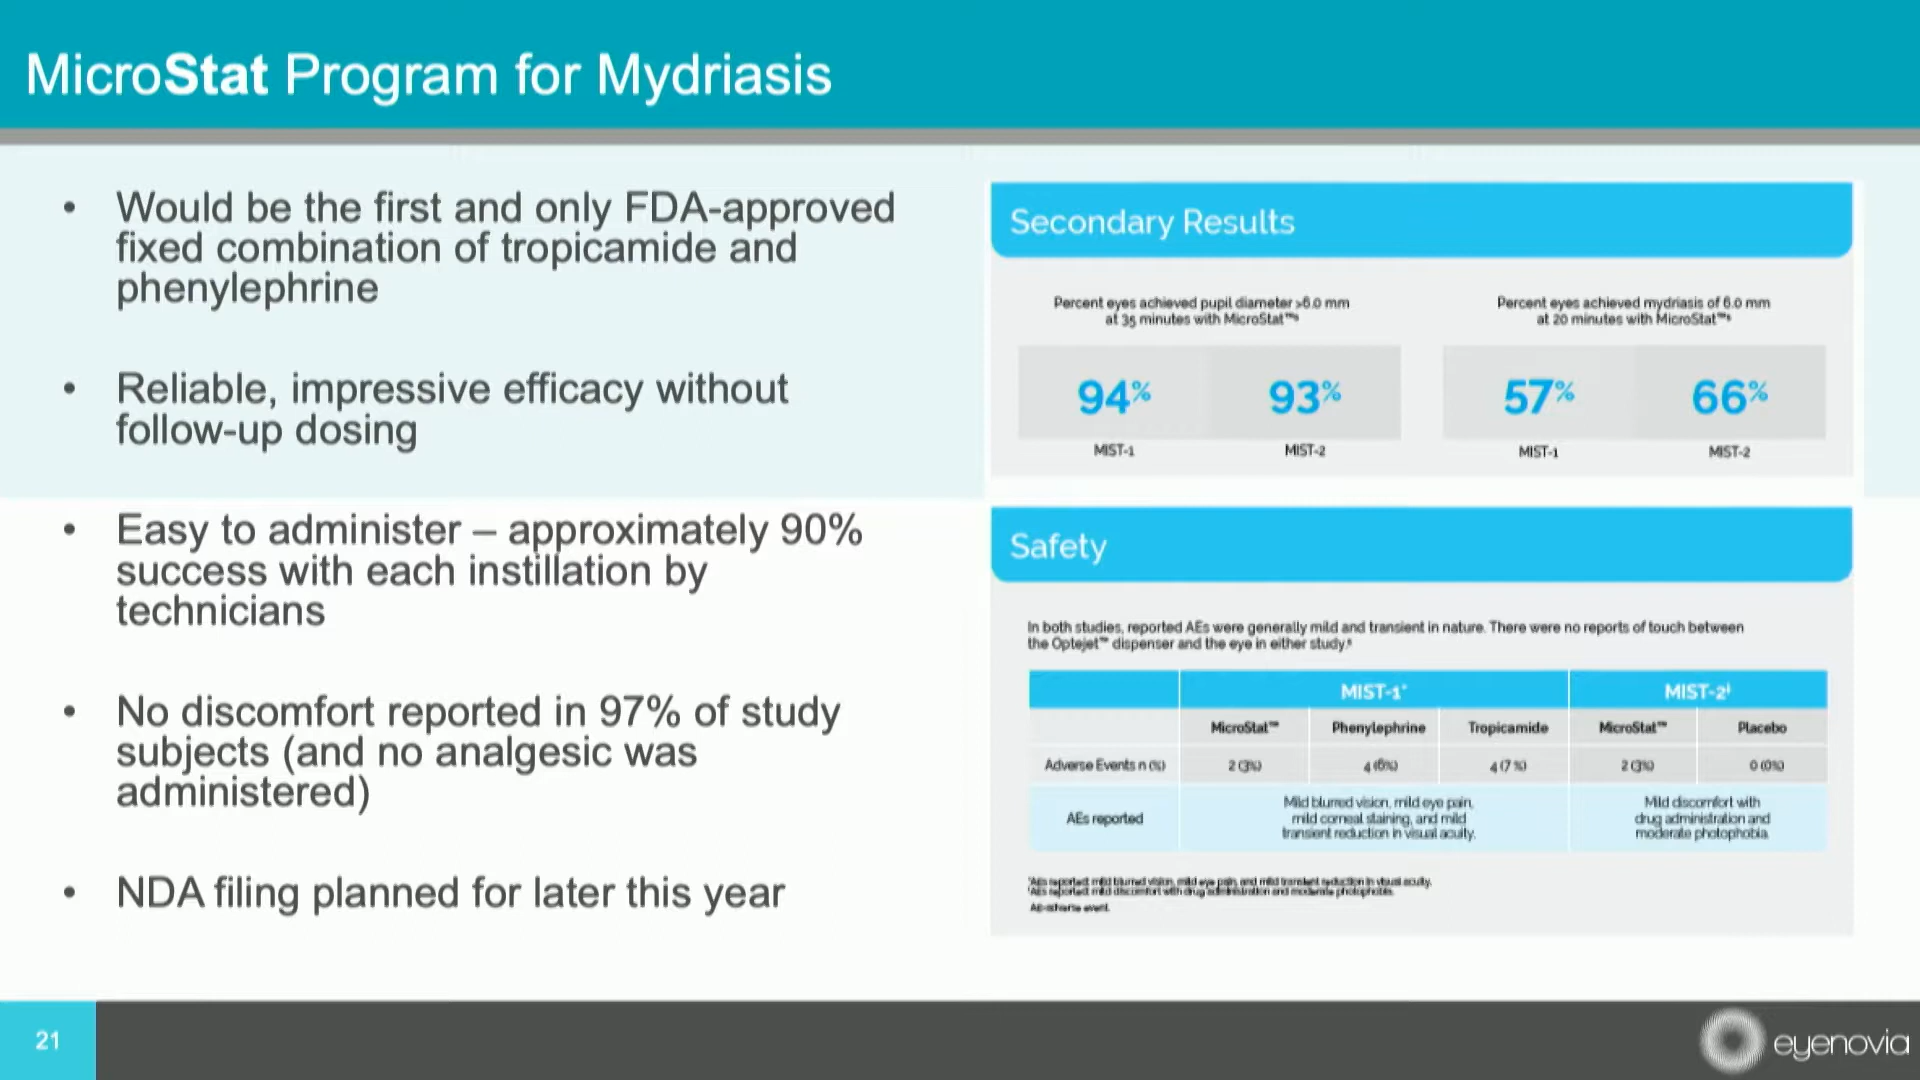 MicroStat Program for Mydriasis
• Would be the first and only FDA-approved
fixed combination of tropicamide and
phenylephrine
• Reliable, impressive efficacy without
follow-up dosing
• Easy to administer – approximately 90%
success with each instillation by
technicians
• No discomfort reported in 97% of study
subjects (and no analgesic was
administered)
• NDA filing planned for later this year
Secondary Results
Percent eyes achieved pupil diameter >6.0 mm
at 35 minutes with MicroStat™
94% 93%
MIST-1 MIST-2
Percent eyes achieved mydriasis of 6.0 mm
at 20 minutes with MicroStat™
57% 66%
MIST-1 MIST-2
Safety
In both studies, reported AEs were generally mild and transient in nature. There were no reports of touch between
the Optejet™ dispenser and the eye in either study.
MIST-1* MIST-2†
MicroStat™ Phenylephrine Tropicamide MicroStat™ Placebo
Adverse Events n (%) 2 (3%) 4 (6%) 4 (7%) 2 (3%) 0 (0%)
AEs reported
Mild blurred vision, mild eye pain,
mild corneal staining, and mild
transient reduction in visual acuity.
Mild discomfort with
drug administration and
moderate photophobia
*AEs reported: mild blurred vision, mild eye pain, and mild transient reduction in visual acuity.
†AEs reported: mild discomfort with drug administration and moderate photophobia.
AE=adverse event.
21
eyenovia